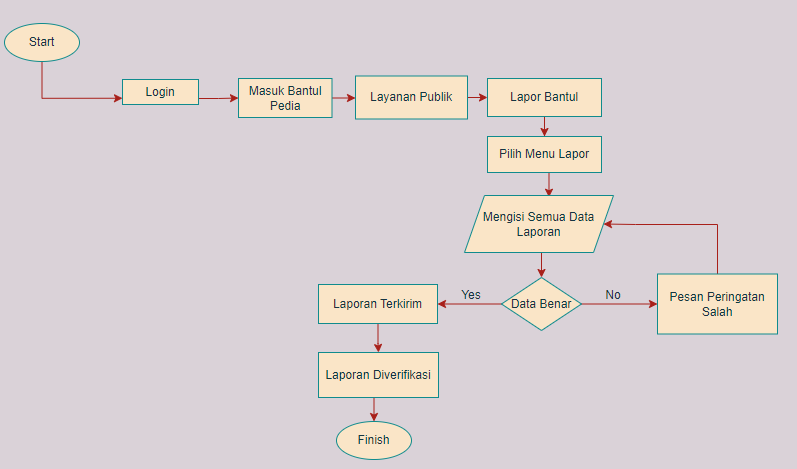 Start
Login
Masuk Bantul
Pedia
Layanan Publik
Lapor Bantul
Pilih Menu Lapor
Mengisi Semua Data
Laporan
Data Benar
Yes
No
Laporan Terkirim
Pesan Peringatan
Salah
Laporan Diverifikasi
Finish